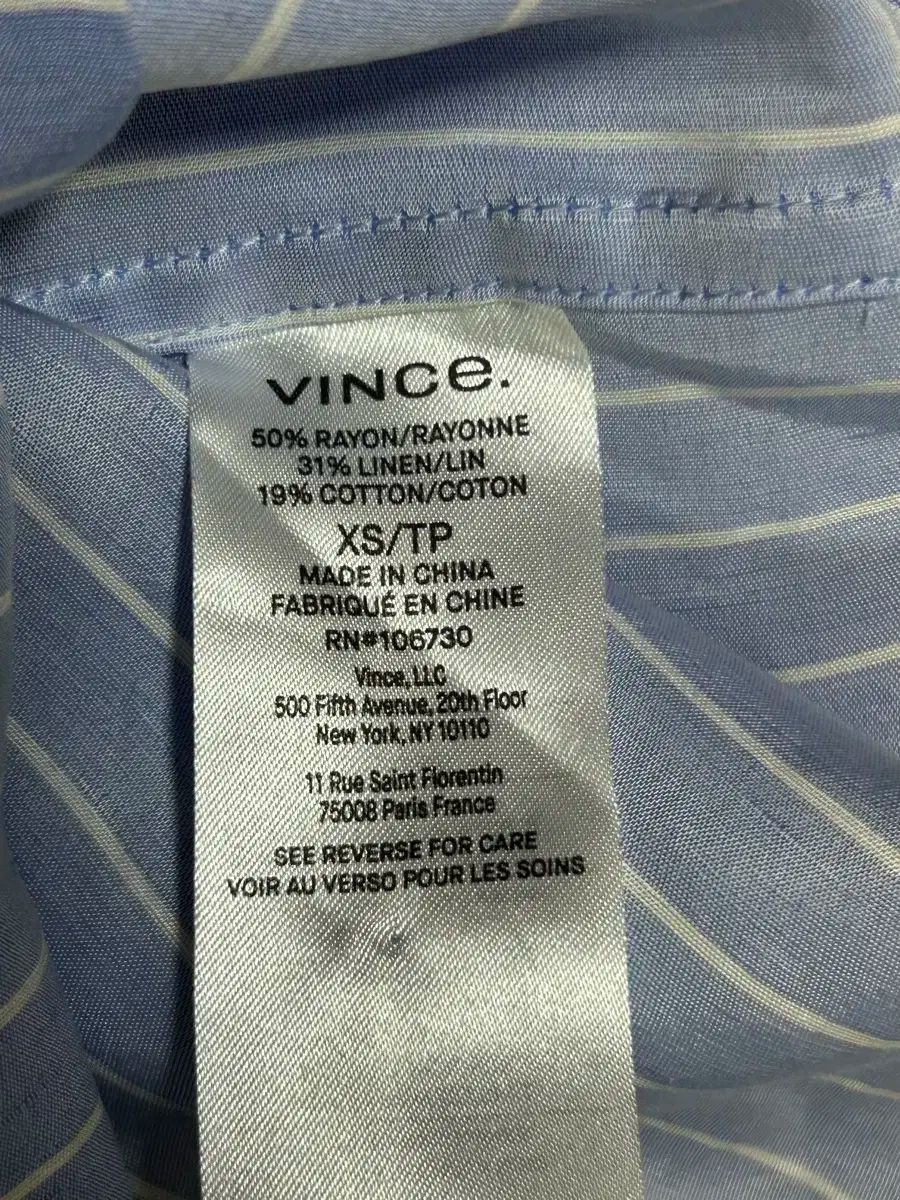 VINCE.
50% RAYON/RAYONNE
31% LINEN/LIN
19% COTTON/COTON
XS/TP
MADE IN CHINA
FABRIQUÉ EN CHINE
RN#106730
Vince, LLC
500 Fifth Avenue, 20th Floor
New York, NY 10110
11 Rue Saint Florentin
75008 Paris France
SEE REVERSE FOR CARE
VOIR AU VERSO POUR LES SOINS